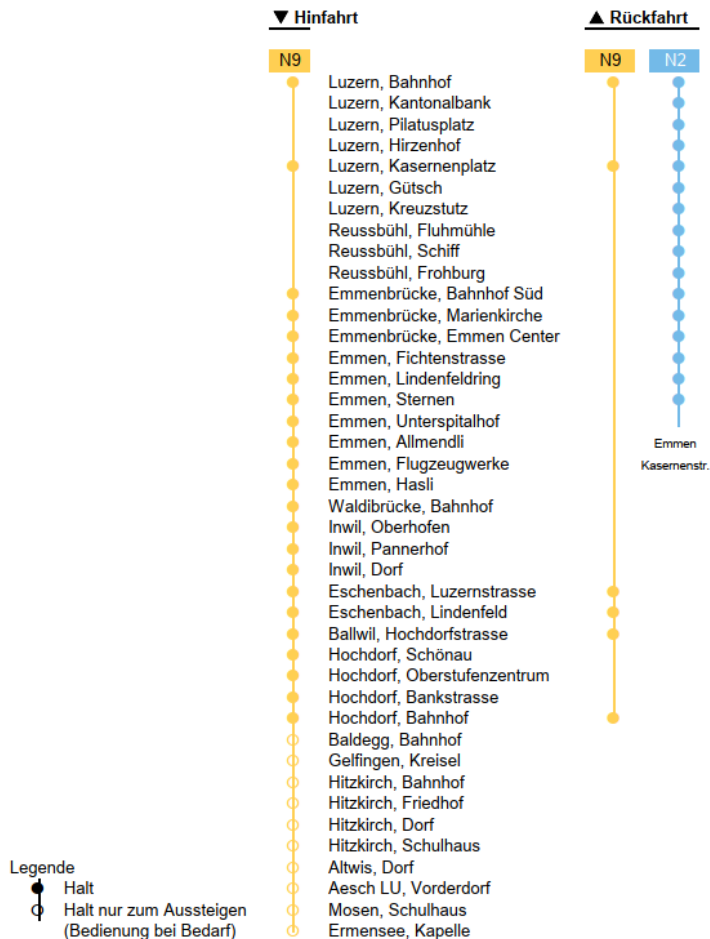 ▼ Hinfahrt
▲ Rückfahrt
N9
N9
N2
Luzern, Bahnhof
Luzern, Kantonalbank
Luzern, Pilatusplatz
Luzern, Hirzenhof
Luzern, Kasernenplatz
Luzern, Gütsch
Luzern, Kreuzstutz
Reussbühl, Fluhmühle
Reussbühl, Schiff
Reussbühl, Frohburg
Emmenbrücke, Bahnhof Süd
Emmenbrücke, Marienkirche
Emmenbrücke, Emmen Center
Emmen, Fichtenstrasse
Emmen, Lindenfeldring
Emmen, Sternen
Emmen, Unterspitalhof
Emmen, Allmendli
Emmen, Flugzeugwerke
Emmen, Hasli
Emmen
Kasernenstr.
Waldibrücke, Bahnhof
Inwil, Oberhofen
Inwil, Pannerhof
Inwil, Dorf
Eschenbach, Luzernstrasse
Eschenbach, Lindenfeld
Ballwil, Hochdorfstrasse
Hochdorf, Schönau
Hochdorf, Oberstufenzentrum
Hochdorf, Bankstrasse
Hochdorf, Bahnhof
Baldegg, Bahnhof
Gelfingen, Kreisel
Hitzkirch, Bahnhof
Hitzkirch, Friedhof
Hitzkirch, Dorf
Hitzkirch, Schulhaus
Altwis, Dorf
Aesch LU, Vorderdorf
Mosen, Schulhaus
Ermensee, Kapelle
Legende
Halt
Halt nur zum Aussteigen
(Bedienung bei Bedarf)